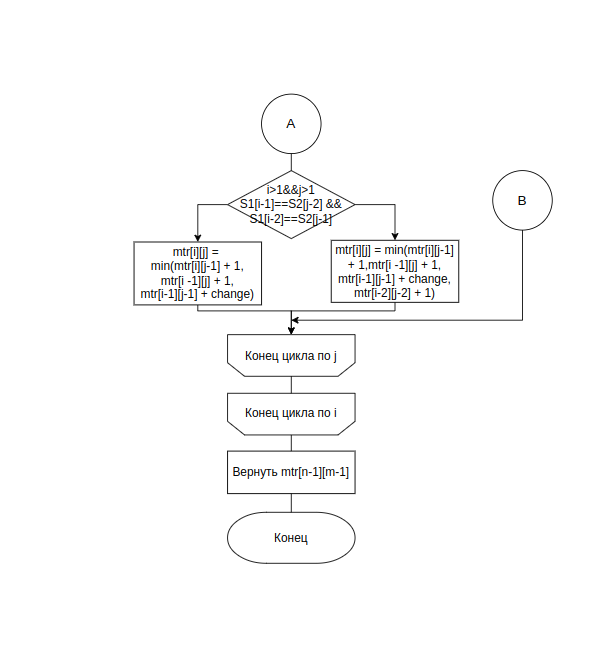 A
i>1&&j>1
S1[i-1]==S2[j-2] &&
S1[i-2]==S2[j-1]
B
mtr[i][j] =
min(mtr[i][j-1] + 1,
mtr[i -1][j] + 1,
mtr[i-1][j-1] + change)
mtr[i][j] = min(mtr[i][j-1]
+ 1,mtr[i -1][j] + 1,
mtr[i-1][j-1] + change,
mtr[i-2][j-2] + 1)
Конец цикла по j
Конец цикла по i
Вернуть mtr[n-1][m-1]
Конец